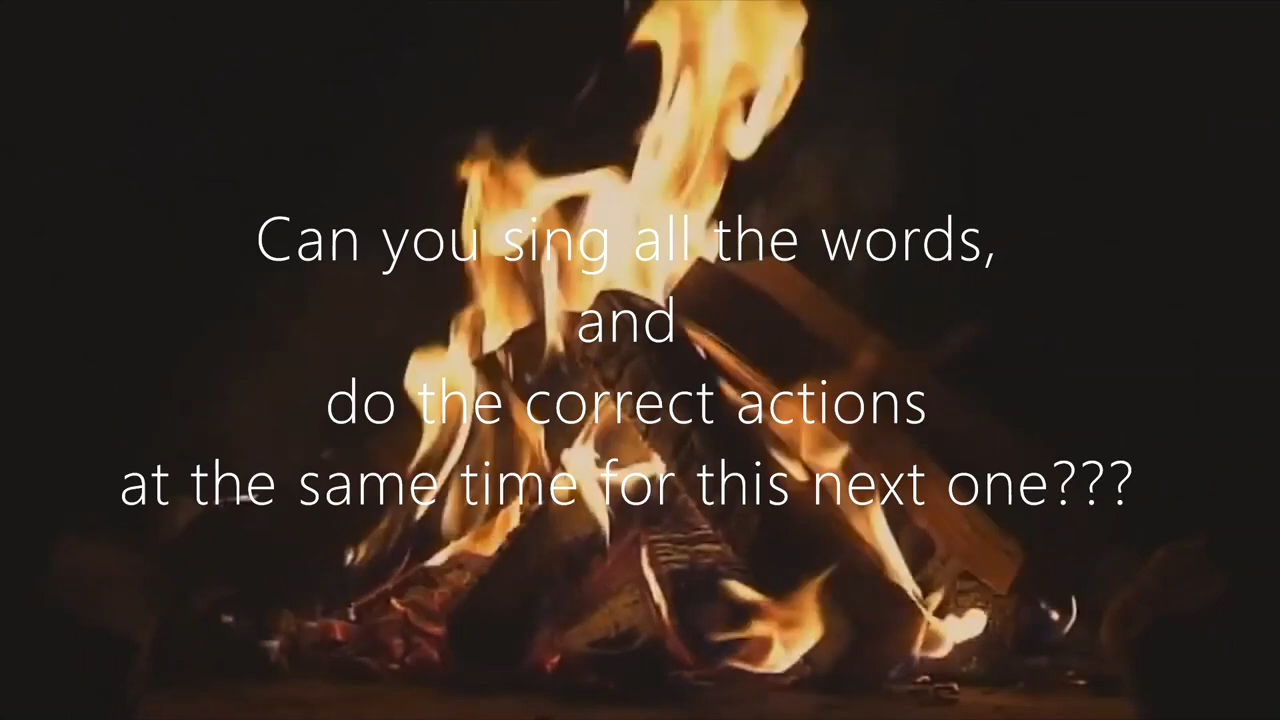 Can you sing all the words,
and
do the correct actions
at the same time for this next one???